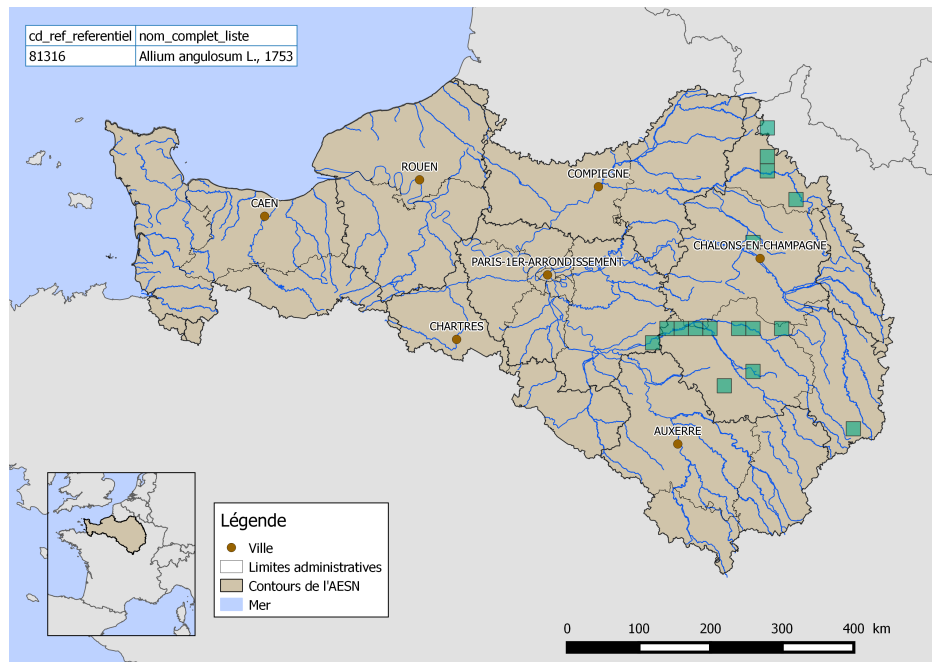 cd_ref_referentiel nom_complet_liste
81316 Allium angulosum L., 1753
ROUEN
COMPIEGNE
CAEN
CHALONS-EN-CHAMPAGNE
PARIS-1ER-ARRONDISSEMENT
CHARTRES
AUXERRE
Légende
Ville
Limites administratives
Contours de l'AESN
Mer
0 100 200 300 400 km